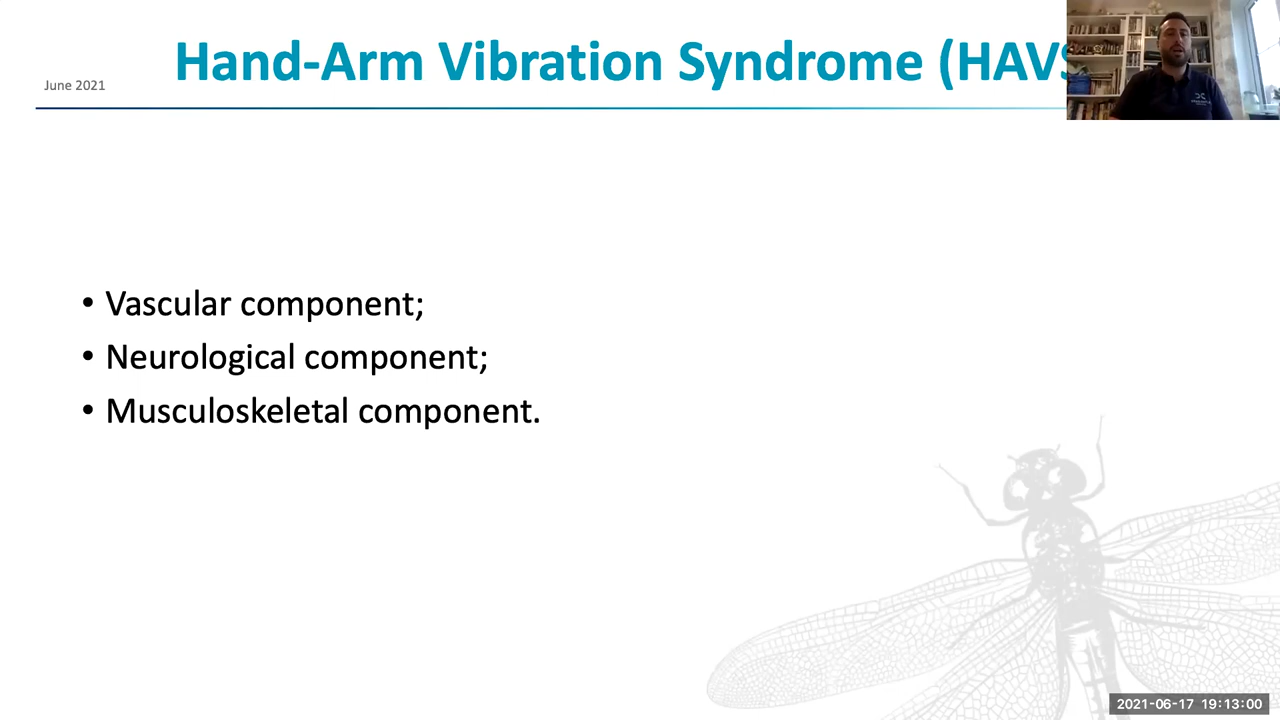 Hand-Arm Vibration Syndrome (HAVS
June 2021
• Vascular component;
• Neurological component;
• Musculoskeletal component.
2021-06-17 19:13:00